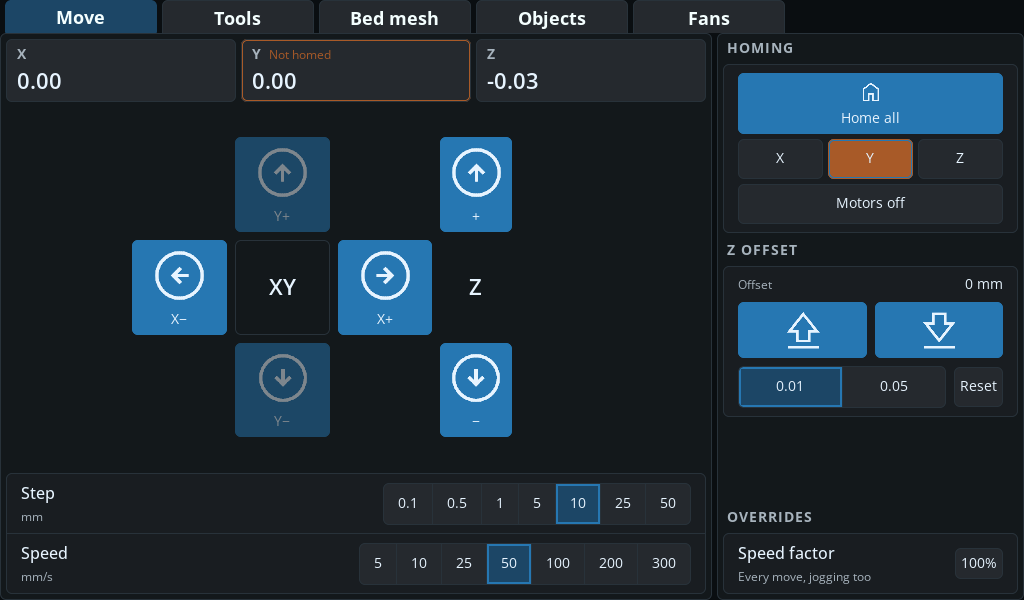 Move Tools Bed mesh Objects Fans
X
0.00
Y Not homed
0.00
Z
-0.03
Y+
+
X−
XY
X+
Z
Y−
−
Step
mm
0.1 0.5 1 5 10 25 50
Speed
mm/s
5 10 25 50 100 200 300
HOMING
Home all
X Y Z
Motors off
Z OFFSET
Offset 0 mm
0.01 0.05 Reset
OVERRIDES
Speed factor
Every move, jogging too
100%